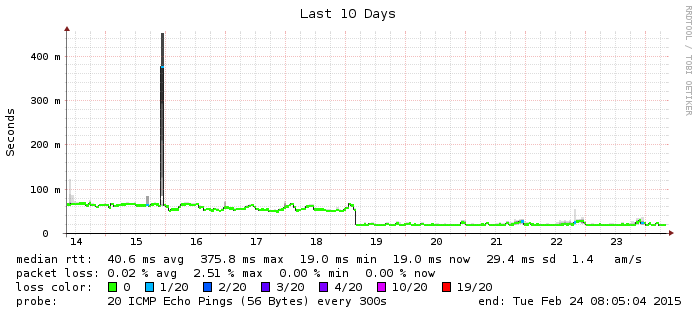 Last 10 Days
RRDTOOL / TOBI OETIKER
Seconds
400 m
300 m
200 m
100 m
0
14 15 16 17 18 19 20 21 22 23
median rtt: 40.6 ms avg 375.8 ms max 19.0 ms min 19.0 ms now 29.4 ms sd 1.4 am/s
packet loss: 0.02 % avg 2.51 % max 0.00 % min 0.00 % now
loss color: 0 1/20 2/20 3/20 4/20 10/20 19/20
probe: 20 ICMP Echo Pings (56 Bytes) every 300s end: Tue Feb 24 08:05:04 2015